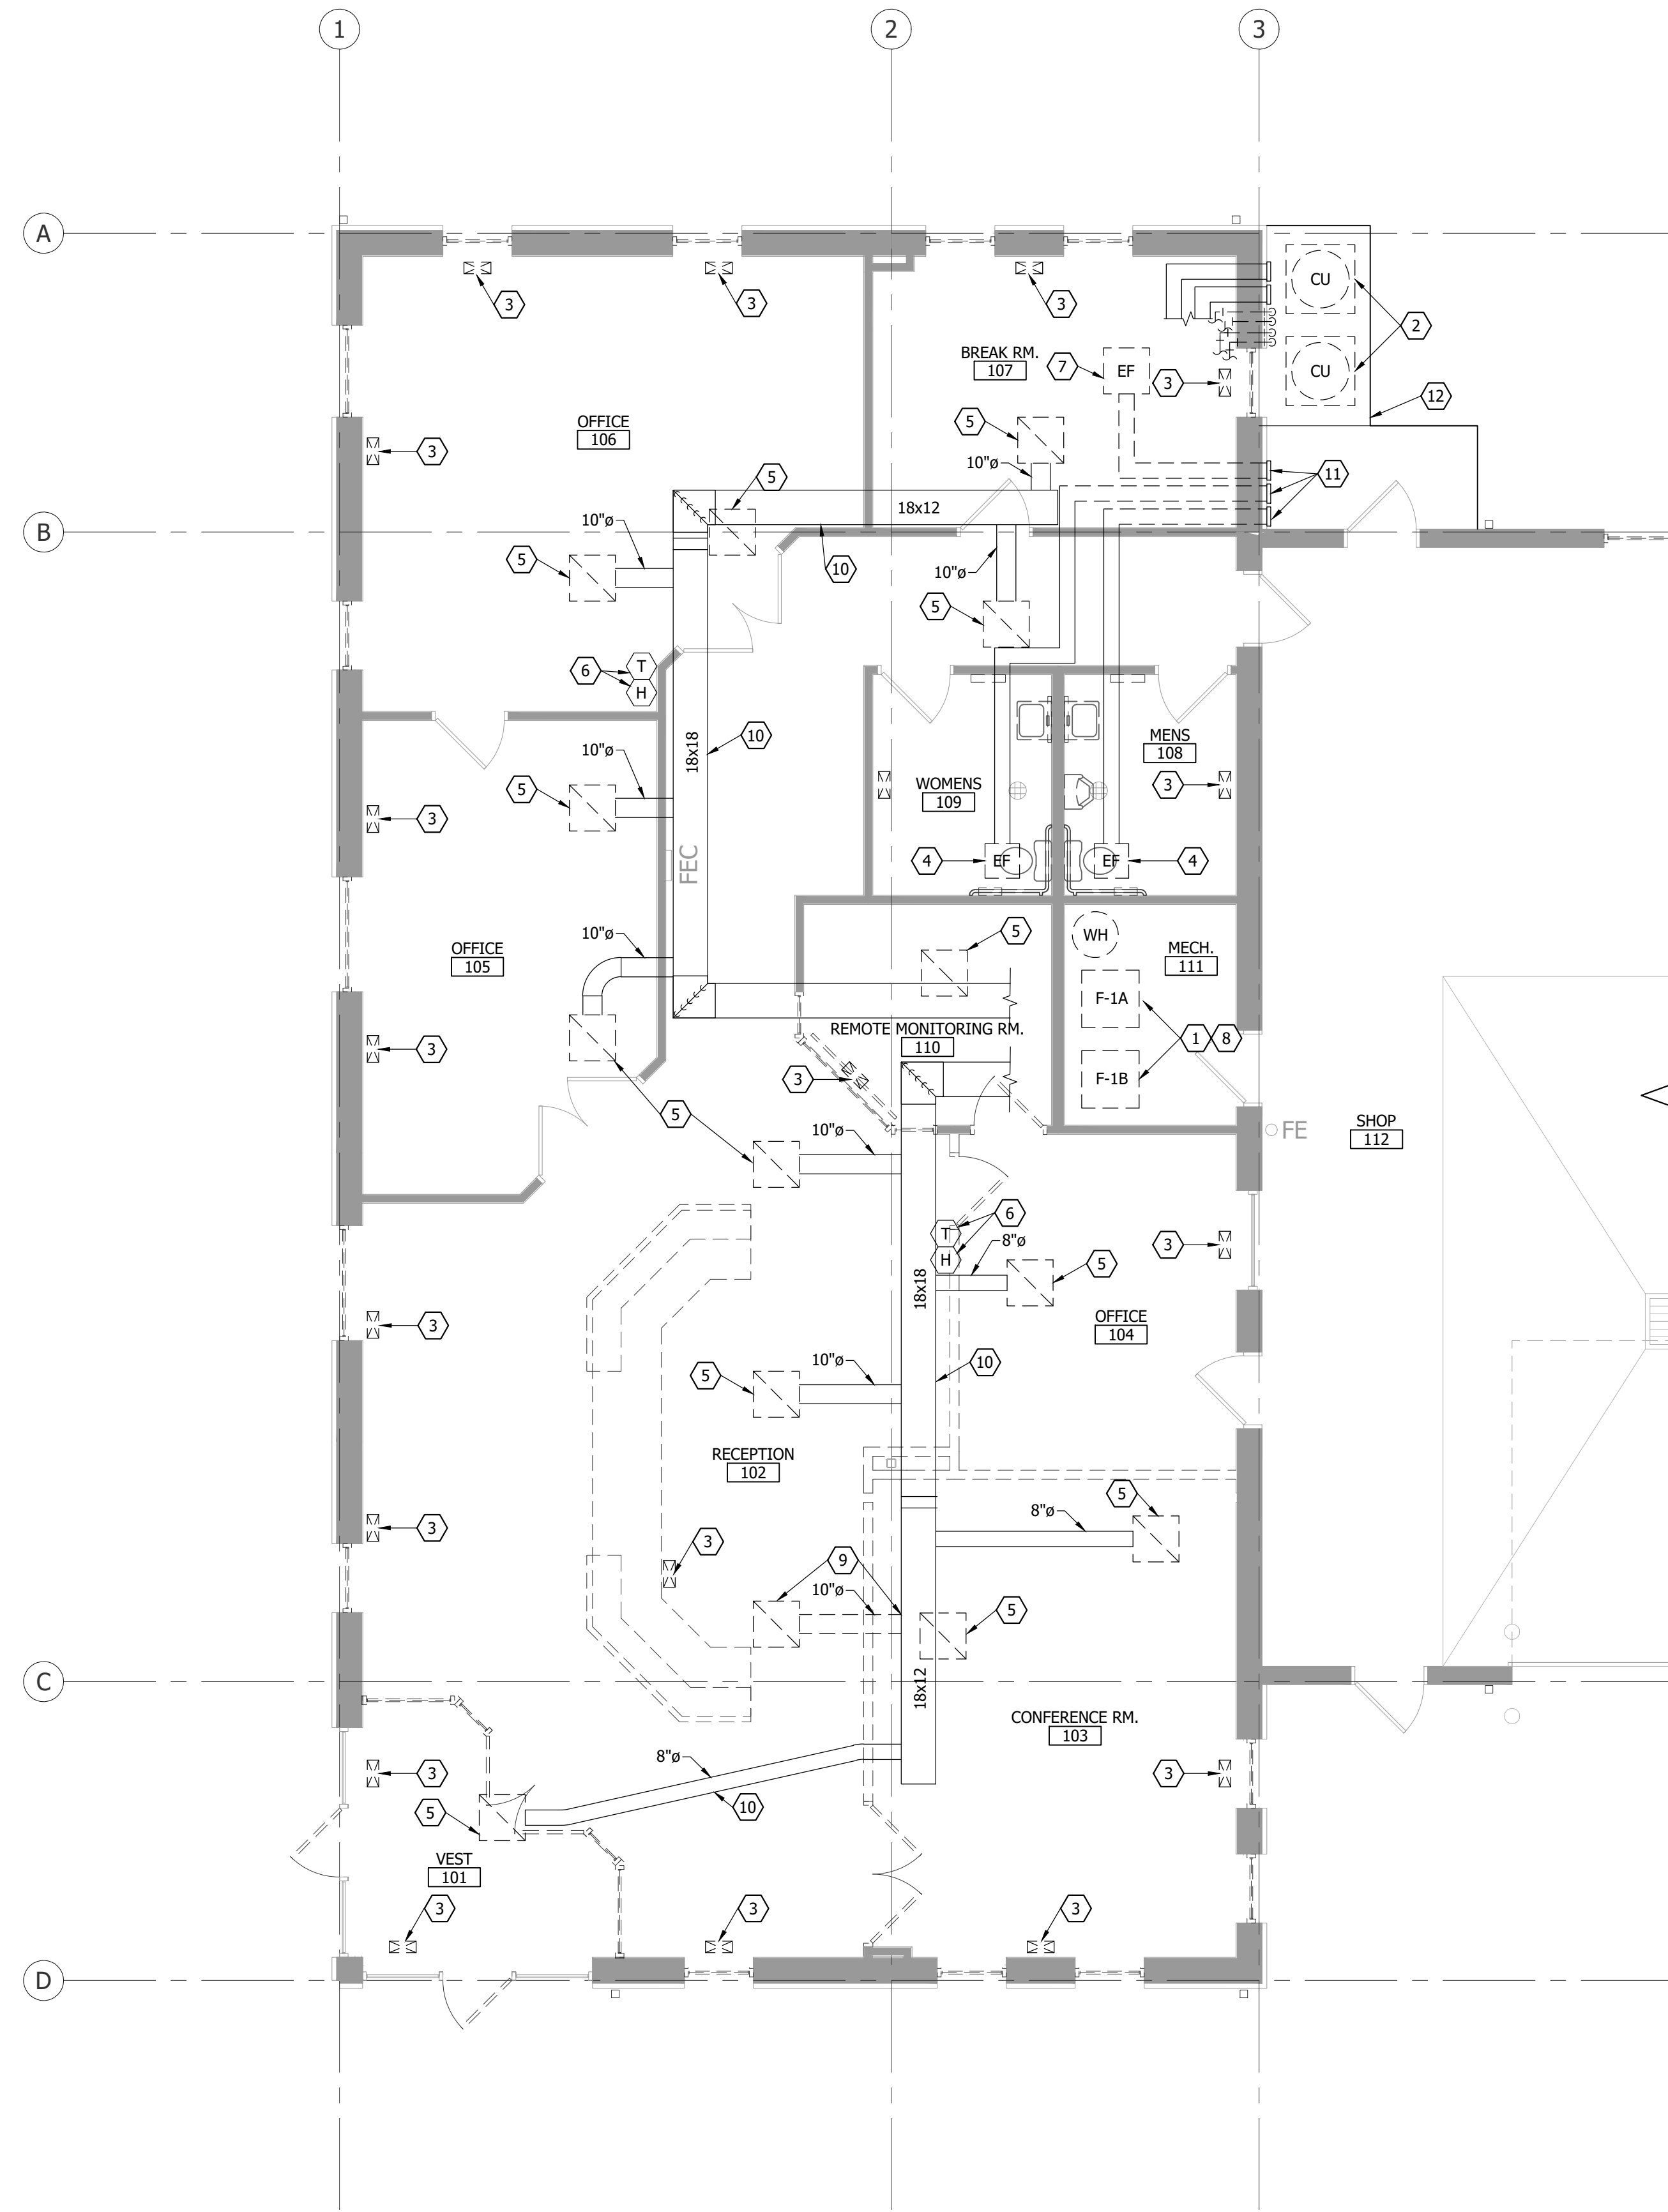 1
2
3
A
CU
2
3
3
3
BREAK RM.
107
7
EF
3
CU
12
OFFICE
106
5
3
10"ø
5
11
18x12
B
10"ø
5
10
10"ø
5
6
T
H
10"ø
18x18
10
MENS
108
5
WOMENS
109
3
3
FEC
4
EF
EF
4
10"ø
5
WH
OFFICE
105
MECH.
111
F-1A
REMOTE MONITORING RM.
110
1
8
3
3
F-1B
5
10"ø
FE
SHOP
112
6
T
H
8"ø
3
5
18x18
3
OFFICE
104
10"ø
5
10
RECEPTION
102
5
8"ø
3
3
9
10"ø
5
C
18x12
CONFERENCE RM.
103
8"ø
3
3
5
10
VEST
101
3
3
3
D